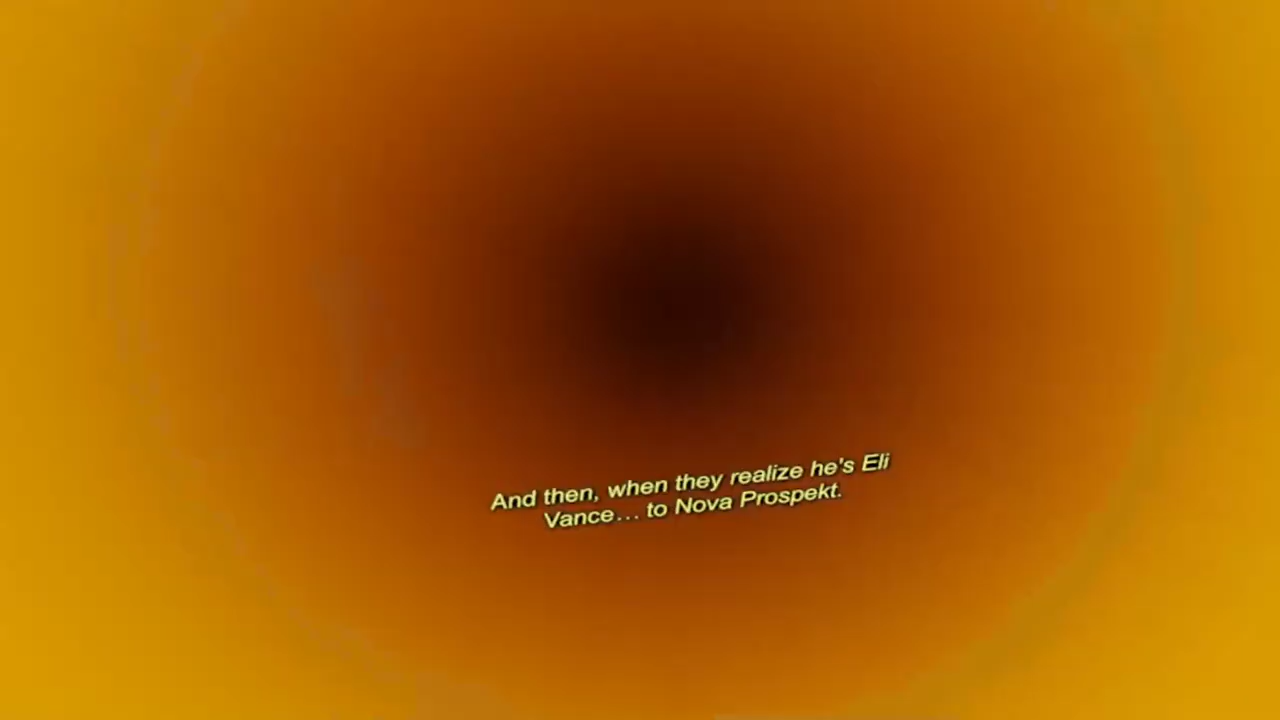 And then, when they realize he's Eli
Vance… to Nova Prospekt.